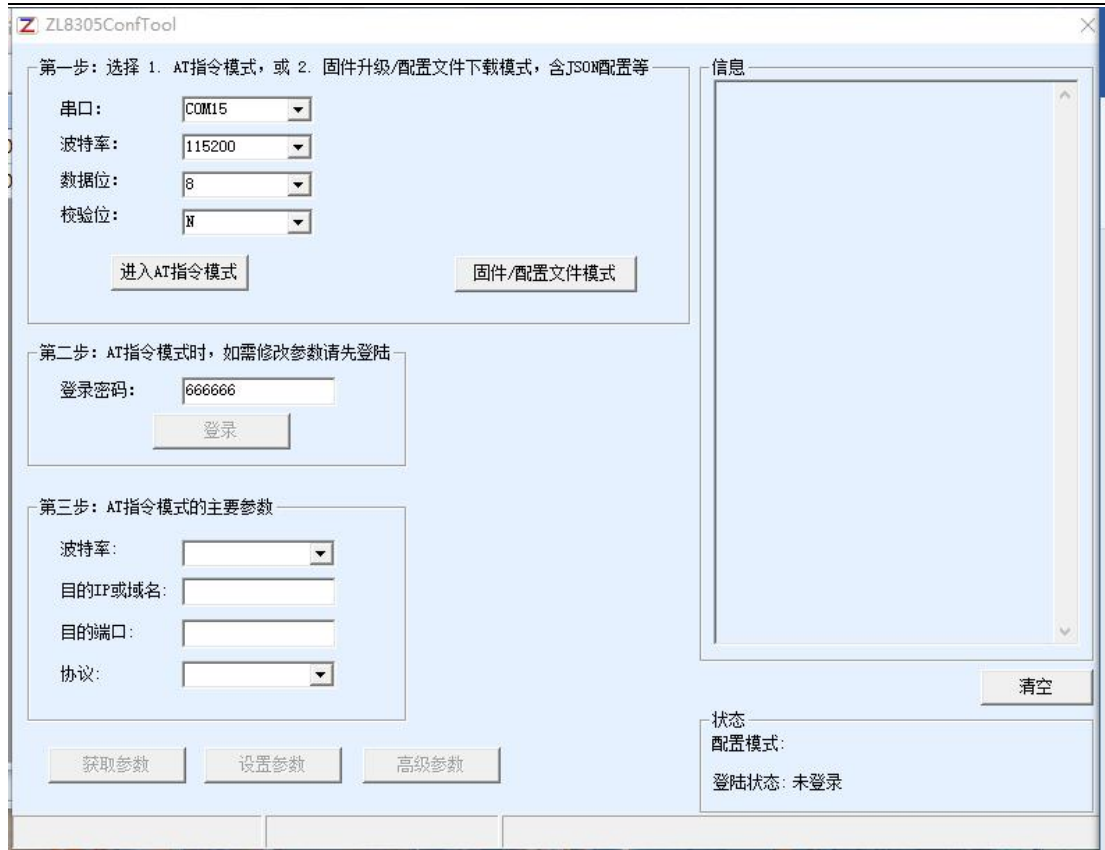 ZL8305ConfTool
第一步：选择 1. AT指令模式，或 2. 固件升级/配置文件下载模式，含JSON配置等
串口：
COM15
波特率：
115200
数据位：
8
校验位：
N
进入AT指令模式
固件/配置文件模式
第二步：AT指令模式时，如需修改参数请先登陆
登录密码：
666666
登录
第三步：AT指令模式的主要参数
波特率:
目的IP或域名:
目的端口:
协议:
获取参数
设置参数
高级参数
信息
清空
状态
配置模式:
登陆状态: 未登录